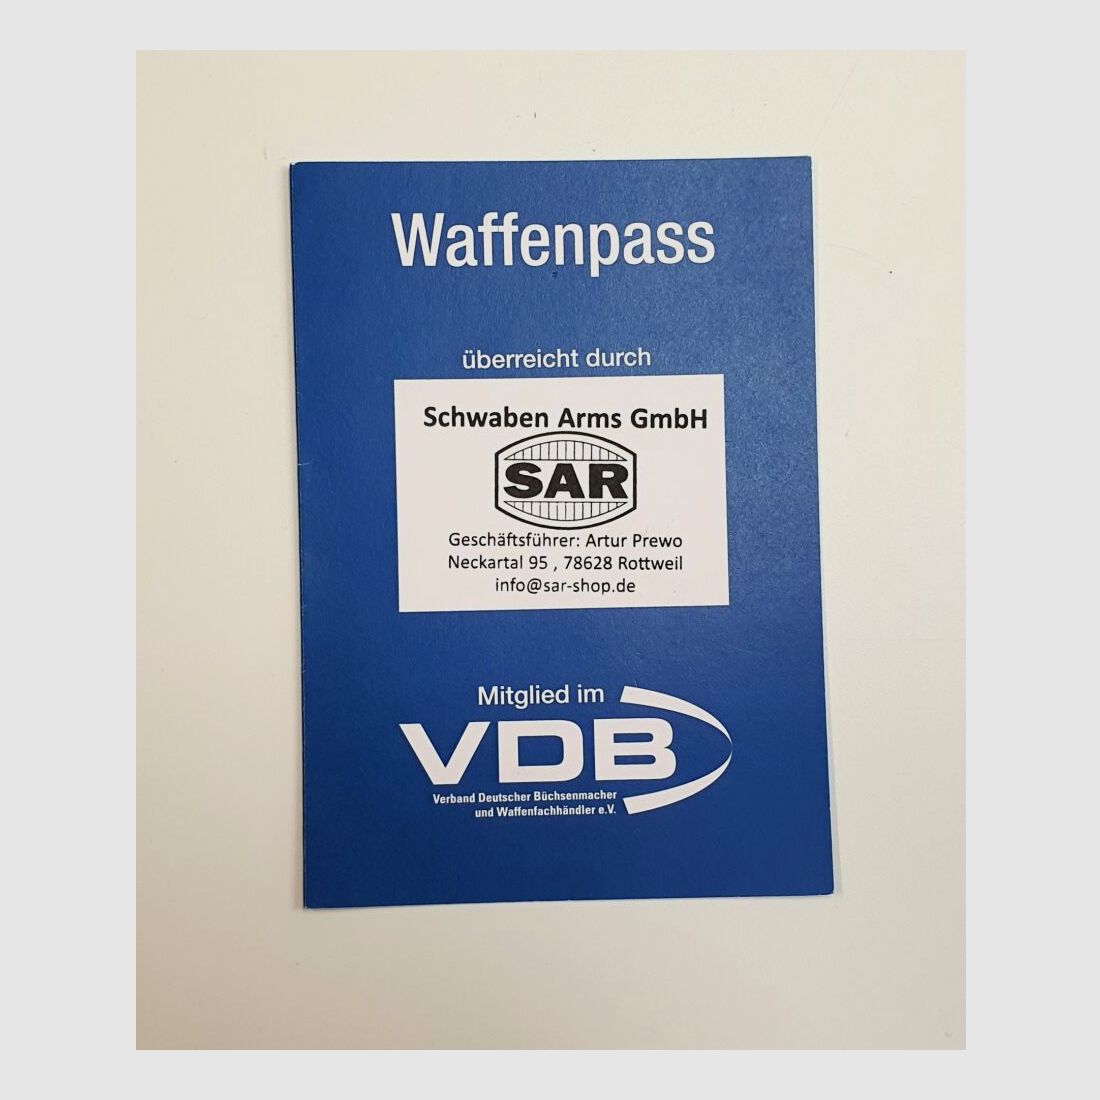 Waffenpass
überreicht durch
Schwaben Arms GmbH
SAR
Geschäftsführer: Artur Prewo
Neckartal 95 , 78628 Rottweil
info@sar-shop.de
Mitglied im
VDB
Verband Deutscher Büchsenmacher
und Waffenfachhändler e.V.